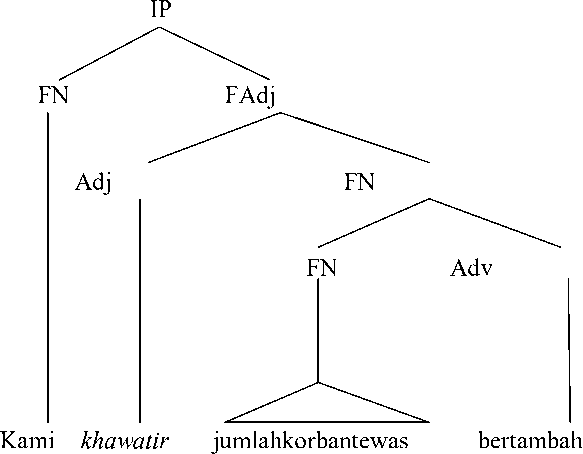 IP
FN FAdj
Adj FN
FN Adv
Kami khawatir jumlahkorbantewas bertambah